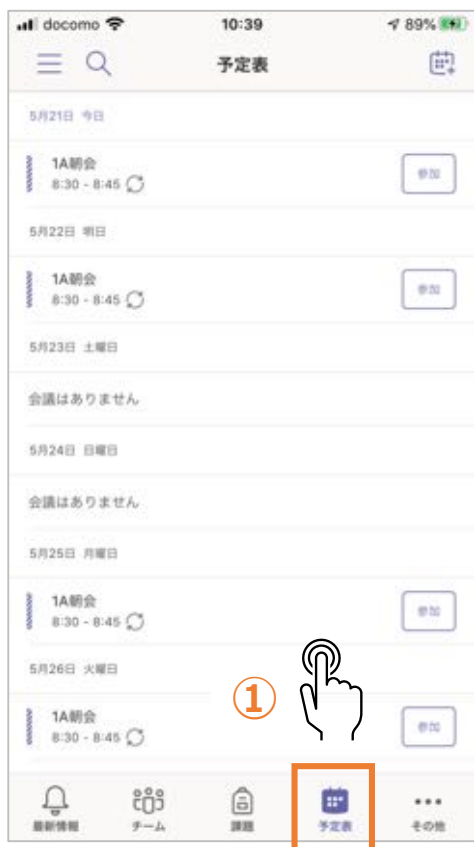 docomo 10:39 89%
予定表
5月21日 今日
1A朝会
8:30 - 8:45
参加
5月22日 明日
1A朝会
8:30 - 8:45
参加
5月23日 土曜日
会議はありません
5月24日 日曜日
会議はありません
5月25日 月曜日
1A朝会
8:30 - 8:45
参加
5月26日 火曜日
①
1A朝会
8:30 - 8:45
参加
最新情報 チーム 課題 予定表 その他